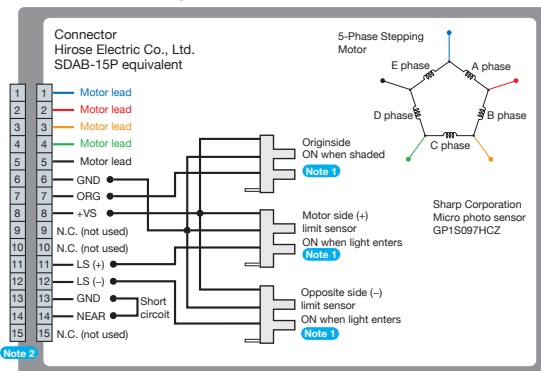 Connector
Hirose Electric Co., Ltd.
SDAB-15P equivalent
5-Phase Stepping
Motor
E phase
A phase
D phase
B phase
C phase
1 1 Motor lead
2 2 Motor lead
3 3 Motor lead
4 4 Motor lead
5 5 Motor lead
6 6 GND
7 7 ORG
8 8 +VS
9 9 N.C. (not used)
10 10 N.C. (not used)
11 11 LS (+)
12 12 LS (−)
13 13 GND
14 14 NEAR
15 15 N.C. (not used)
Short
circoit
Note 2
Originside
ON when shaded
Note 1
Motor side (+)
limit sensor
ON when light enters
Note 1
Opposite side (−)
limit sensor
ON when light enters
Note 1
Sharp Corporation
Micro photo sensor
GP1S097HCZ